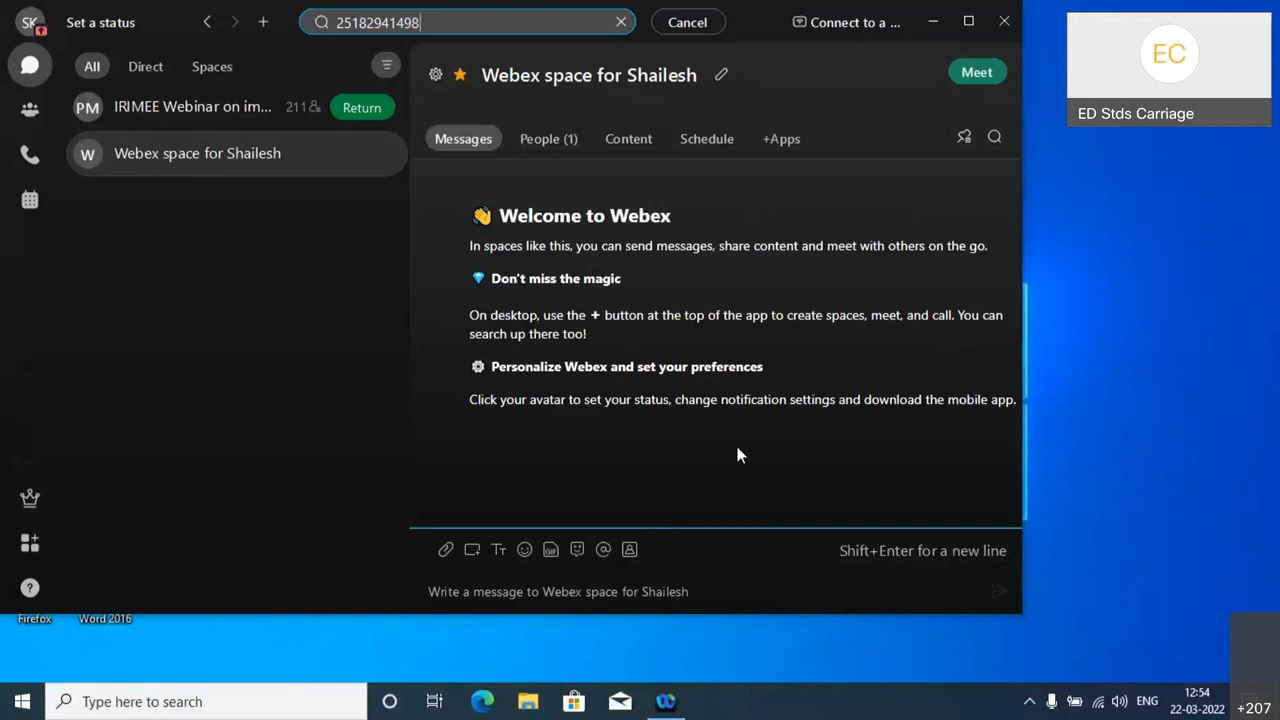 SK
Set a status
25182941498
Cancel
Connect to a ...
All
Direct
Spaces
PM
IRIMEE Webinar on im...
211
Return
W
Webex space for Shailesh
Webex space for Shailesh
Meet
Messages
People (1)
Content
Schedule
+Apps
Welcome to Webex
In spaces like this, you can send messages, share content and meet with others on the go.
Don't miss the magic
On desktop, use the + button at the top of the app to create spaces, meet, and call. You can
search up there too!
Personalize Webex and set your preferences
Click your avatar to set your status, change notification settings and download the mobile app.
Tт
GIF
Shift+Enter for a new line
Write a message to Webex space for Shailesh
EC
ED Stds Carriage
Firefox
Word 2016
Type here to search
ENG
12:54
22-03-2022
+207